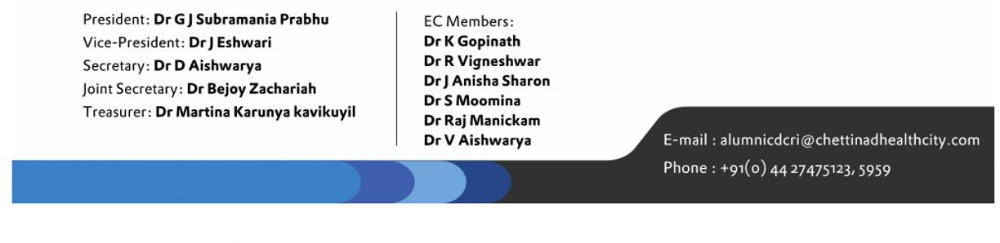 President: Dr G J Subramania Prabhu
Vice-President: Dr J Eshwari
Secretary: Dr D Aishwarya
Joint Secretary: Dr Bejoy Zachariah
Treasurer: Dr Martina Karunya kavikuyil
EC Members:
Dr K Gopinath
Dr R Vigneshwar
Dr J Anisha Sharon
Dr S Moomina
Dr Raj Manickam
Dr V Aishwarya
E-mail : alumnicdcri@chettinadhealthcity.com
Phone : +91(0) 44 27475123, 5959